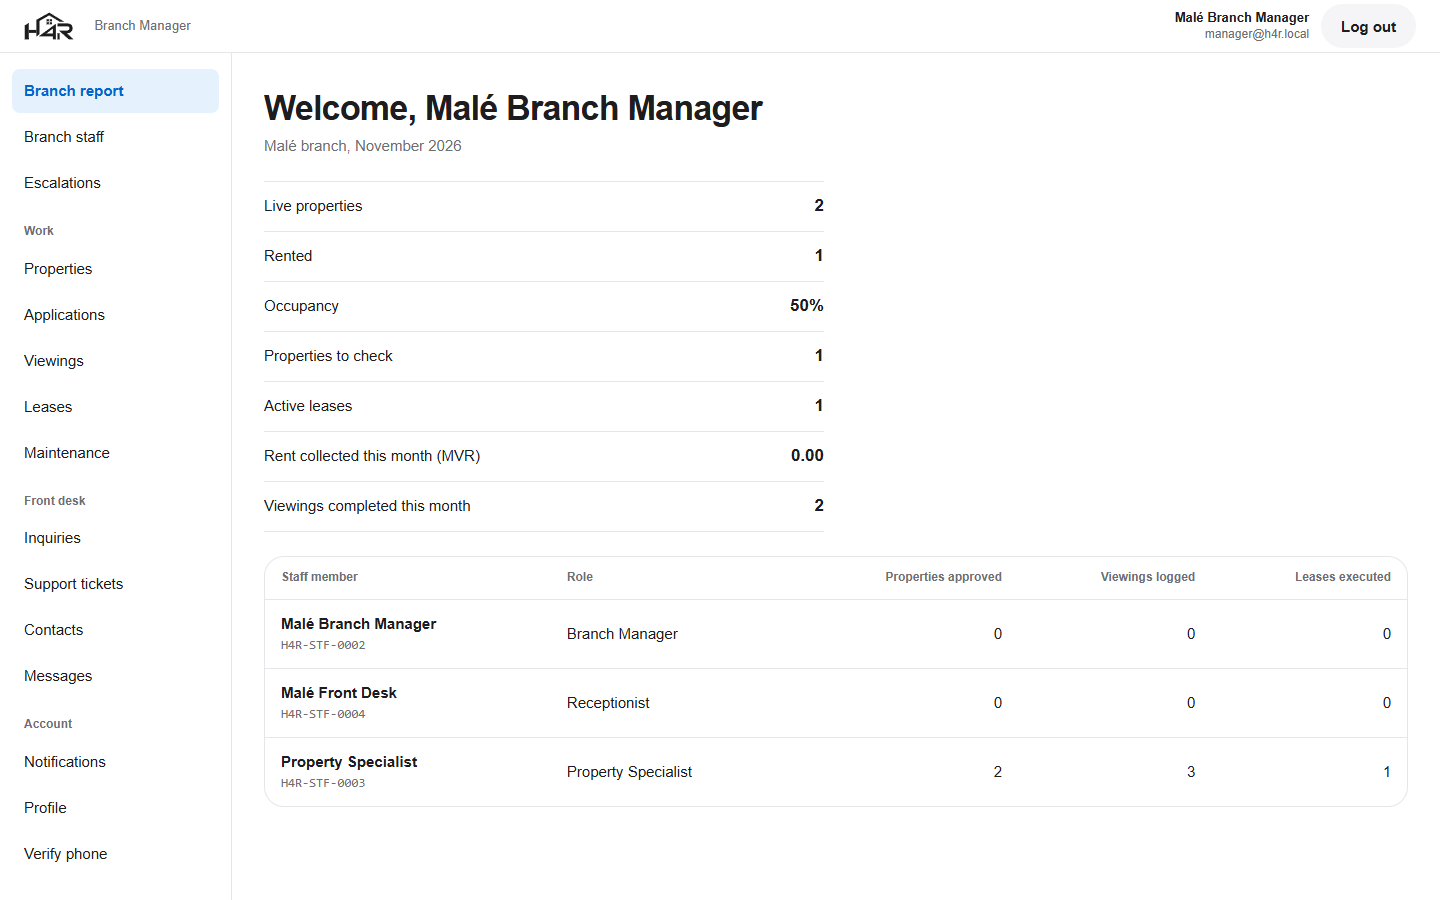 H4R
Branch Manager
Malé Branch Manager
manager@h4r.local
Log out
Branch report
Branch staff
Escalations
Work
Properties
Applications
Viewings
Leases
Maintenance
Front desk
Inquiries
Support tickets
Contacts
Messages
Account
Notifications
Profile
Verify phone
Welcome, Malé Branch Manager
Malé branch, November 2026
Live properties 2
Rented 1
Occupancy 50%
Properties to check 1
Active leases 1
Rent collected this month (MVR) 0.00
Viewings completed this month 2
Staff member Role Properties approved Viewings logged Leases executed
Malé Branch Manager
H4R-STF-0002
Branch Manager 0 0 0
Malé Front Desk
H4R-STF-0004
Receptionist 0 0 0
Property Specialist
H4R-STF-0003
Property Specialist 2 3 1